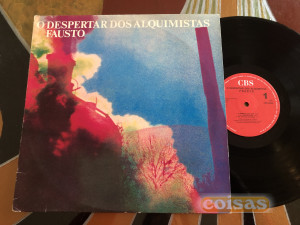 O DESPERTAR DOS ALQUIMISTAS
FAUSTO
CBS
coisas